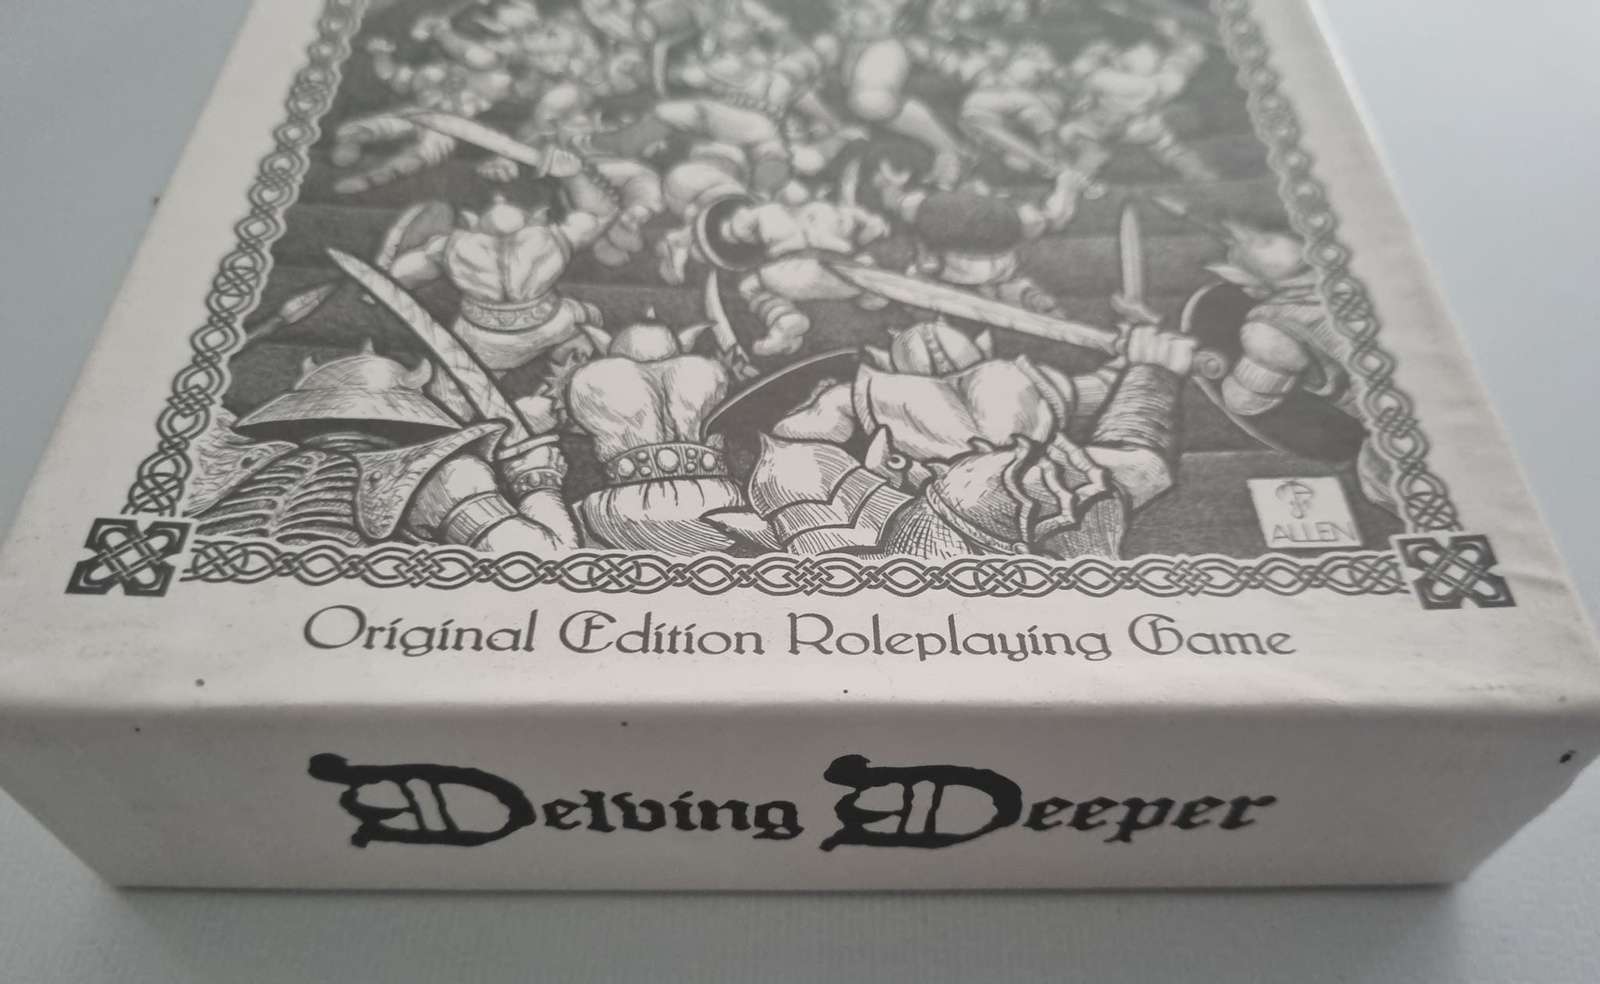 ALLEN
Original Edition Roleplaying Game
Delving Deeper